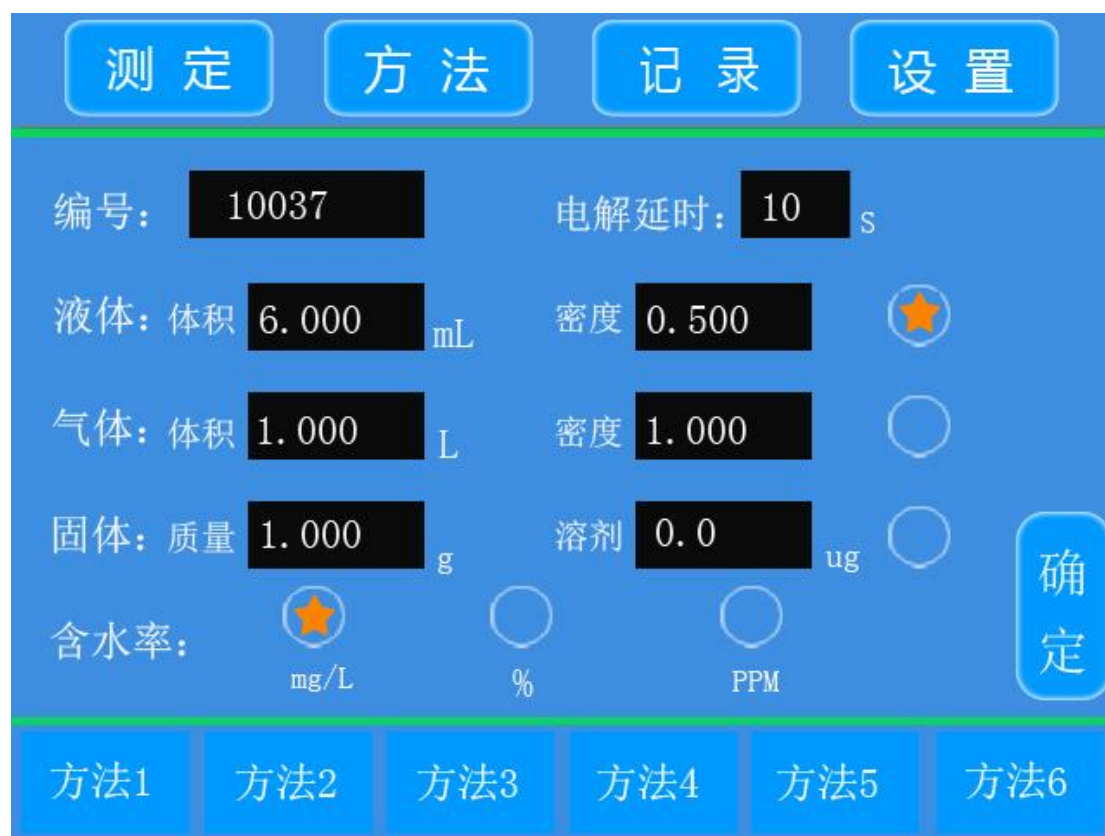 测 定 方 法 记 录 设 置
编号： 10037 电解延时： 10 S
液体：体积 6.000 mL 密度 0.500
气体：体积 1.000 L 密度 1.000
固体：质量 1.000 g 溶剂 0.0 ug
确定
含水率：
mg/L % PPM
方法1 方法2 方法3 方法4 方法5 方法6